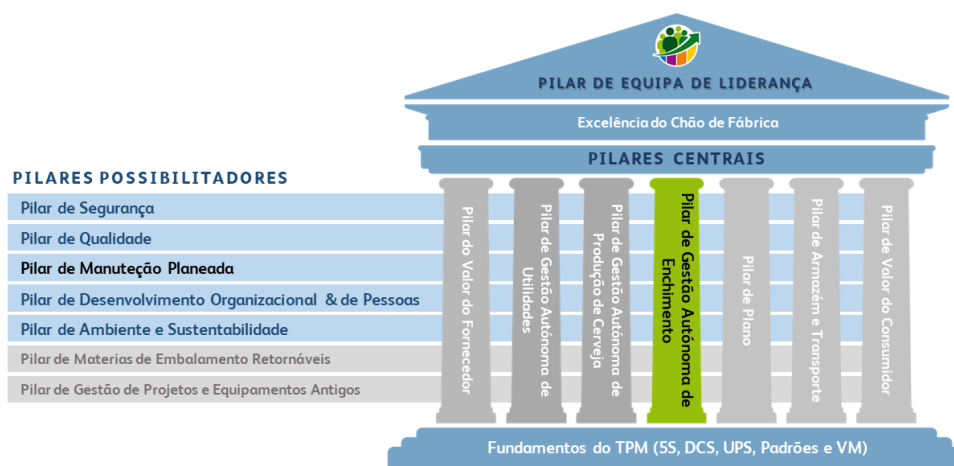 PILAR DE EQUIPA DE LIDERANÇA
Excelência do Chão de Fábrica
PILARES CENTRAIS
PILARES POSSIBILITADORES
Pilar de Segurança
Pilar de Qualidade
Pilar de Manuteção Planeada
Pilar de Desenvolvimento Organizacional & de Pessoas
Pilar de Ambiente e Sustentabilidade
Pilar de Materias de Embalamento Retornáveis
Pilar de Gestão de Projetos e Equipamentos Antigos
Pilar do Valor do Fornecedor
Pilar de Gestão Autónoma de
Utilidades
Pilar de Gestão Autónoma de
Produção de Cerveja
Pilar de Gestão Autónoma de
Enchimento
Pilar de Plano
Pilar de Armazém e Transporte
Pilar de Valor do Consumidor
Fundamentos do TPM (5S, DCS, UPS, Padrões e VM)